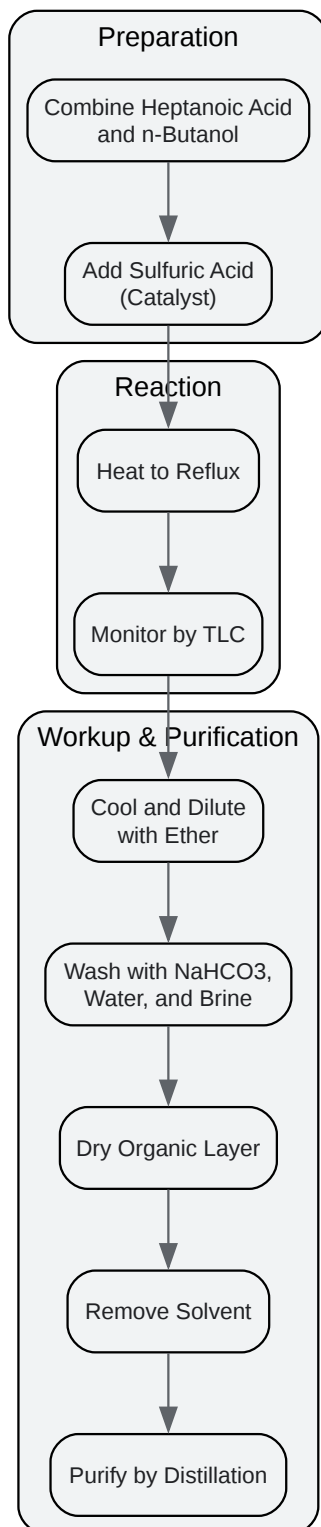 Preparation
Combine Heptanoic Acid
and n-Butanol
Add Sulfuric Acid
(Catalyst)
Reaction
Heat to Reflux
Monitor by TLC
Workup & Purification
Cool and Dilute
with Ether
Wash with NaHCO3,
Water, and Brine
Dry Organic Layer
Remove Solvent
Purify by Distillation